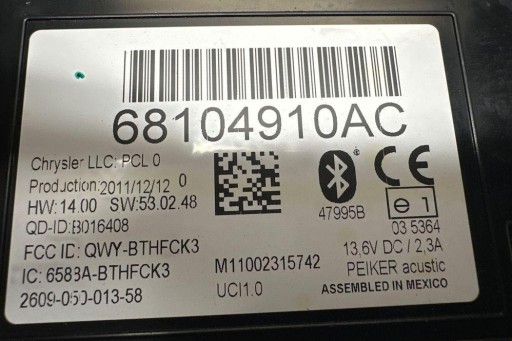 68104910AC
Chrysler LLC: PCL 0
Production:2011/12/12 0
HW: 14.00 SW:53.02.48
QD-ID:B016408
FCC ID: QWY-BTHFCK3
IC: 6588A-BTHFCK3
2609-050-013-58
M11002315742
UCI1.0
47995B
CE
e 1
03 5364
13,6V DC / 2,3A
PEIKER acustic
ASSEMBLED IN MEXICO